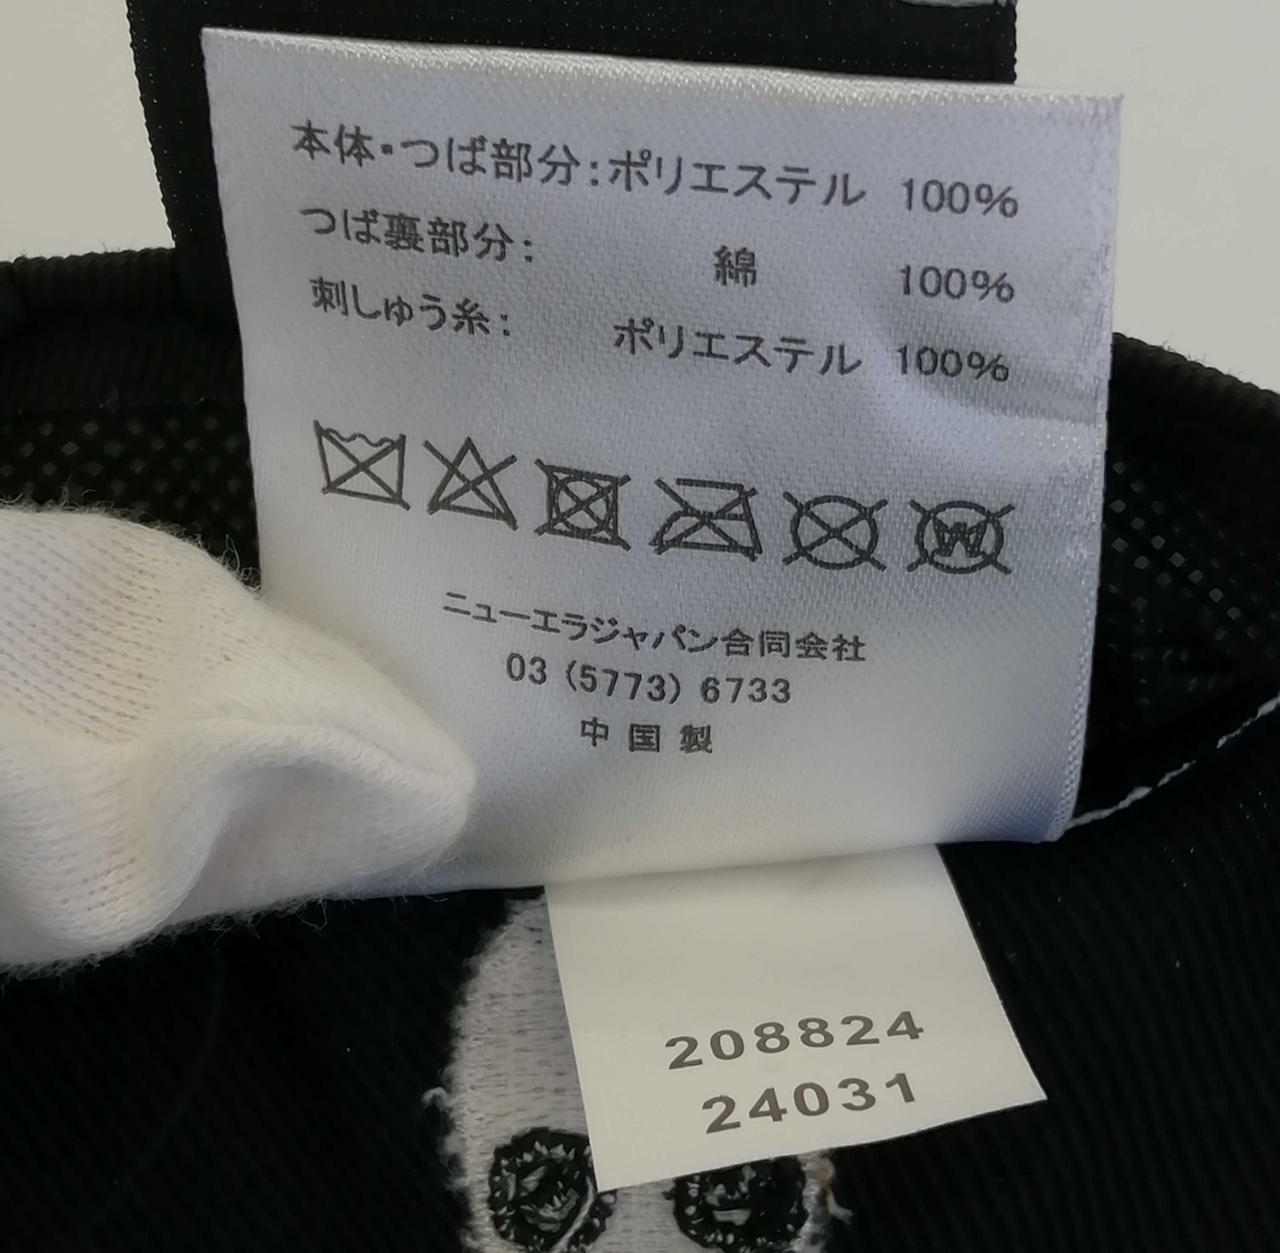 本体・つば部分:ポリエステル 100%
つば裏部分: 綿 100%
刺しゅう糸: ポリエステル 100%
W
ニューエラジャパン合同会社
03 (5773) 6733
中国製
208824
24031